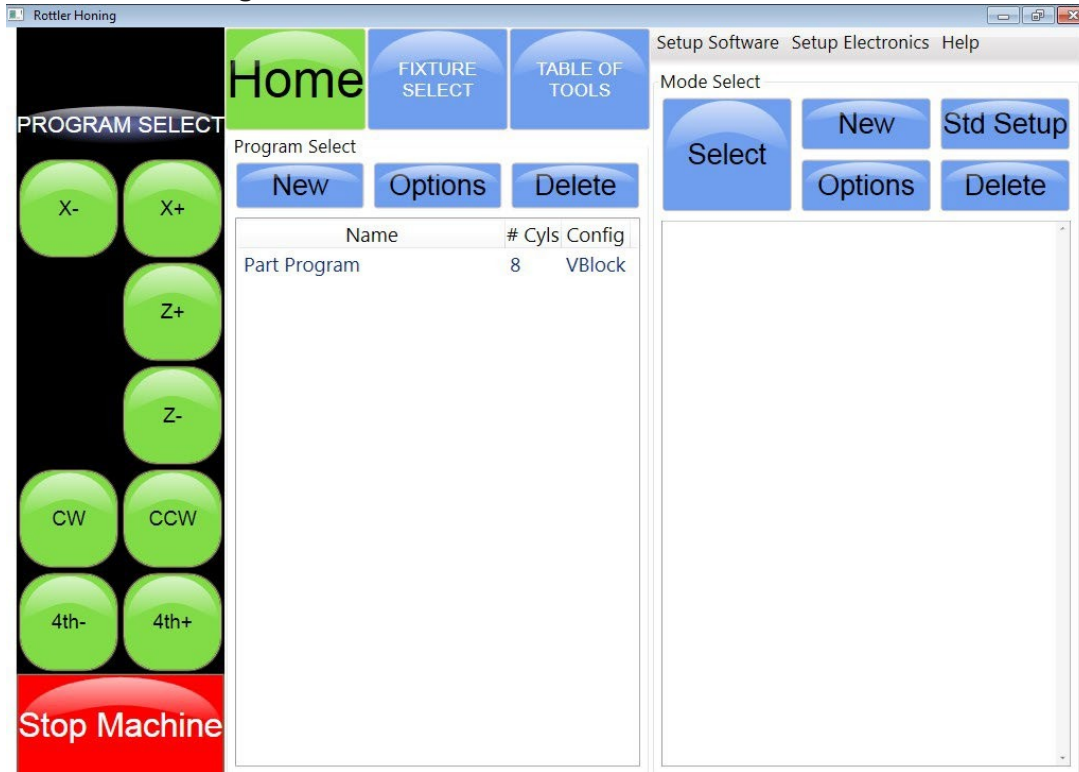 Rottler Honing
PROGRAM SELECT
X-
X+
Z+
Z-
CW
CCW
4th-
4th+
Stop Machine
Home
FIXTURE
SELECT
TABLE OF
TOOLS
Program Select
New
Options
Delete
Name # Cyls Config
Part Program 8 VBlock
Setup Software Setup Electronics Help
Mode Select
Select
New
Std Setup
Options
Delete